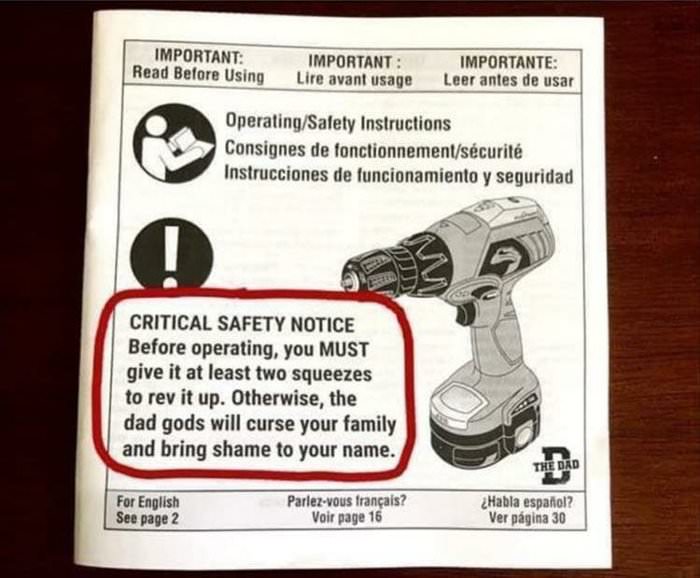 IMPORTANT:
Read Before Using
IMPORTANT :
Lire avant usage
IMPORTANTE:
Leer antes de usar
Operating/Safety Instructions
Consignes de fonctionnement/sécurité
Instrucciones de funcionamiento y seguridad
!
CRITICAL SAFETY NOTICE
Before operating, you MUST
give it at least two squeezes
to rev it up. Otherwise, the
dad gods will curse your family
and bring shame to your name.
D
THE DAD
For English
See page 2
Parlez-vous français?
Voir page 16
¿Habla español?
Ver página 30